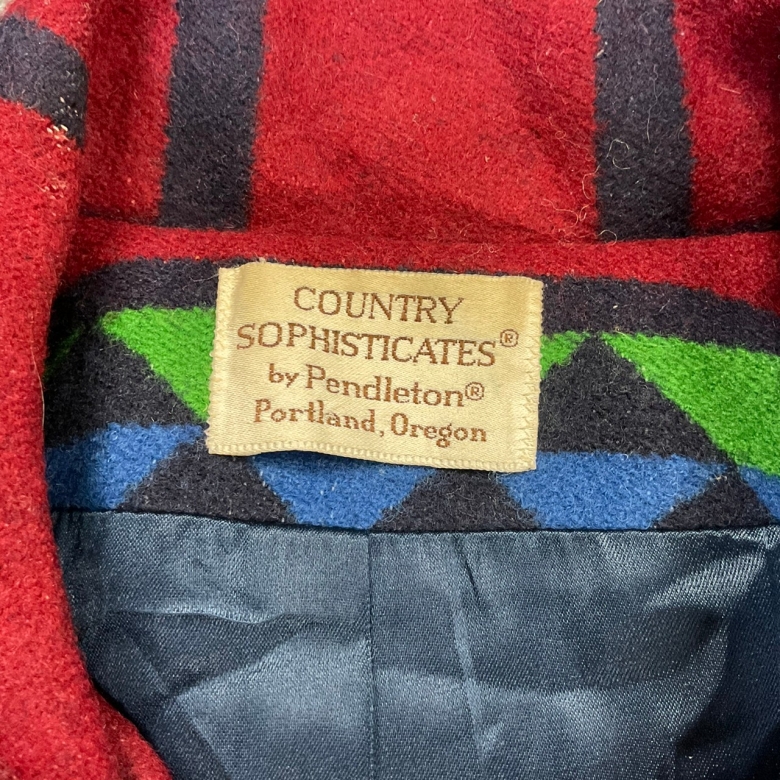 COUNTRY
SOPHISTICATES®
by Pendleton®
Portland, Oregon